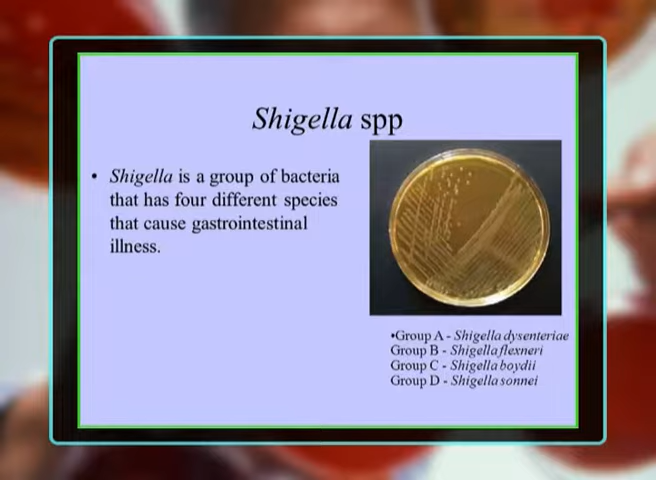 Shigella spp
• Shigella is a group of bacteria
that has four different species
that cause gastrointestinal
illness.
•Group A - Shigella dysenteriae
Group B - Shigella flexneri
Group C - Shigella boydii
Group D - Shigella sonnei